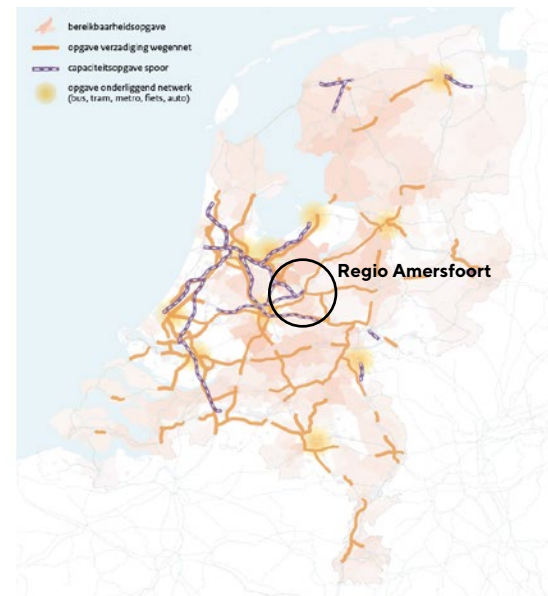 bereikbaarheidsopgave
opgave verzadiging wegennet
capaciteitsopgave spoor
opgave onderliggend netwerk
(bus, tram, metro, fiets, auto)
Regio Amersfoort